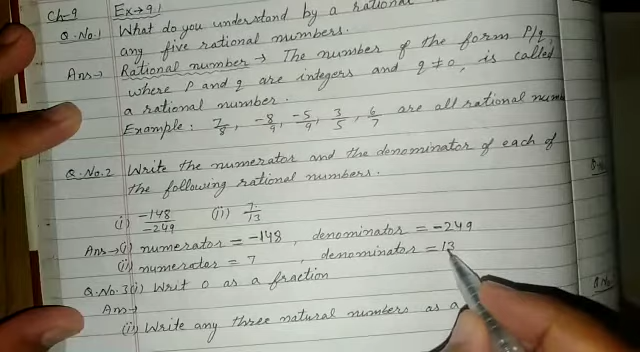 Ch-9 Ex→9.1
Q.No.1 What do you understand by a rational
any five rational numbers.
Ans→ Rational number → The number of the form P/q,
where P and q are integers and q≠0, is called
a rational number.
Example: 7/8, -8/9, -5/9, 3/5, 6/7 are all rational num
Q.No.2 Write the numerator and the denominator of each of
the following rational numbers.
(i) -148/-249 (ii) 7/13
Ans→(i) numerator = -148, denominator = -249
(ii) numerator = 7, denominator = 13
Q.No.3(i) Writ 0 as a fraction
Ans→
(ii) Write any three natural numbers as a